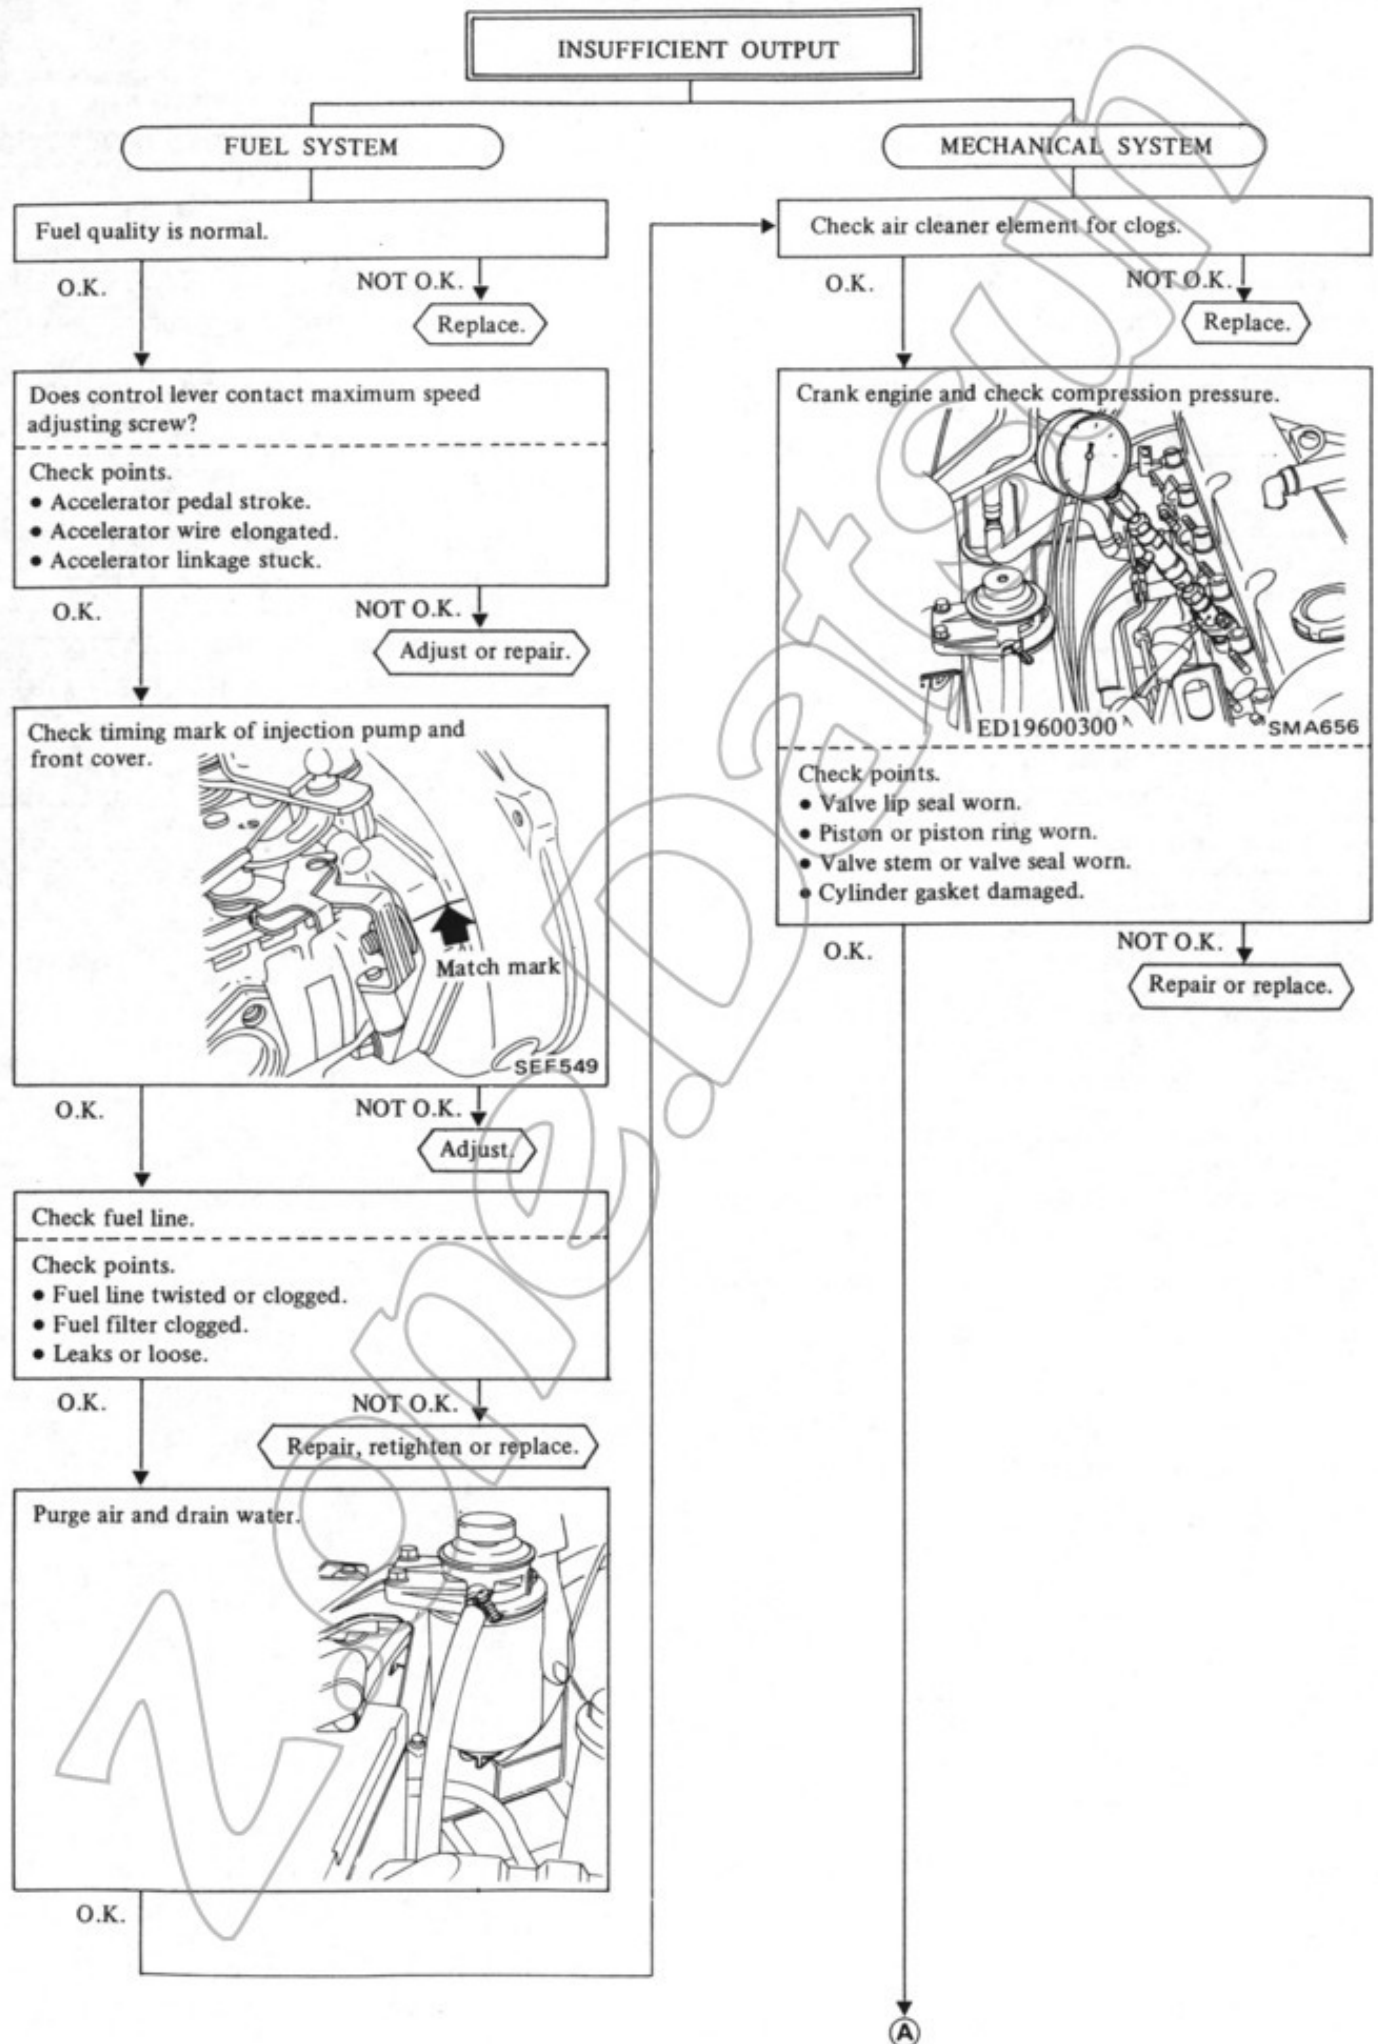 INSUFFICIENT OUTPUT
FUEL SYSTEM
Fuel quality is normal.
O.K.
NOT O.K.
Replace.
Does control lever contact maximum speed
adjusting screw?
Check points.
● Accelerator pedal stroke.
● Accelerator wire elongated.
● Accelerator linkage stuck.
O.K.
NOT O.K.
Adjust or repair.
Check timing mark of injection pump and
front cover.
Match mark
SEF549
O.K.
NOT O.K.
Adjust.
Check fuel line.
Check points.
● Fuel line twisted or clogged.
● Fuel filter clogged.
● Leaks or loose.
O.K.
NOT O.K.
Repair, retighten or replace.
Purge air and drain water.
O.K.
MECHANICAL SYSTEM
Check air cleaner element for clogs.
O.K.
NOT O.K.
Replace.
Crank engine and check compression pressure.
ED19600300
SMA656
Check points.
● Valve lip seal worn.
● Piston or piston ring worn.
● Valve stem or valve seal worn.
● Cylinder gasket damaged.
O.K.
NOT O.K.
Repair or replace.
A
Zone.Datsun